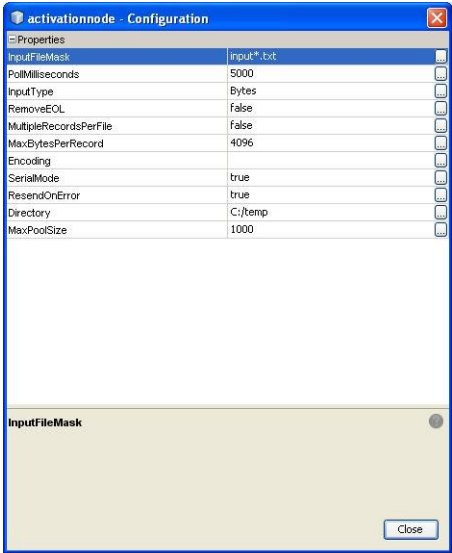 activationnode - Configuration
Properties
InputFileMask input*.txt ...
PollMilliseconds 5000 ...
InputType Bytes ...
RemoveEOL false ...
MultipleRecordsPerFile false ...
MaxBytesPerRecord 4096 ...
Encoding ...
SerialMode true ...
ResendOnError true ...
Directory C:/temp ...
MaxPoolSize 1000 ...
InputFileMask ?
Close